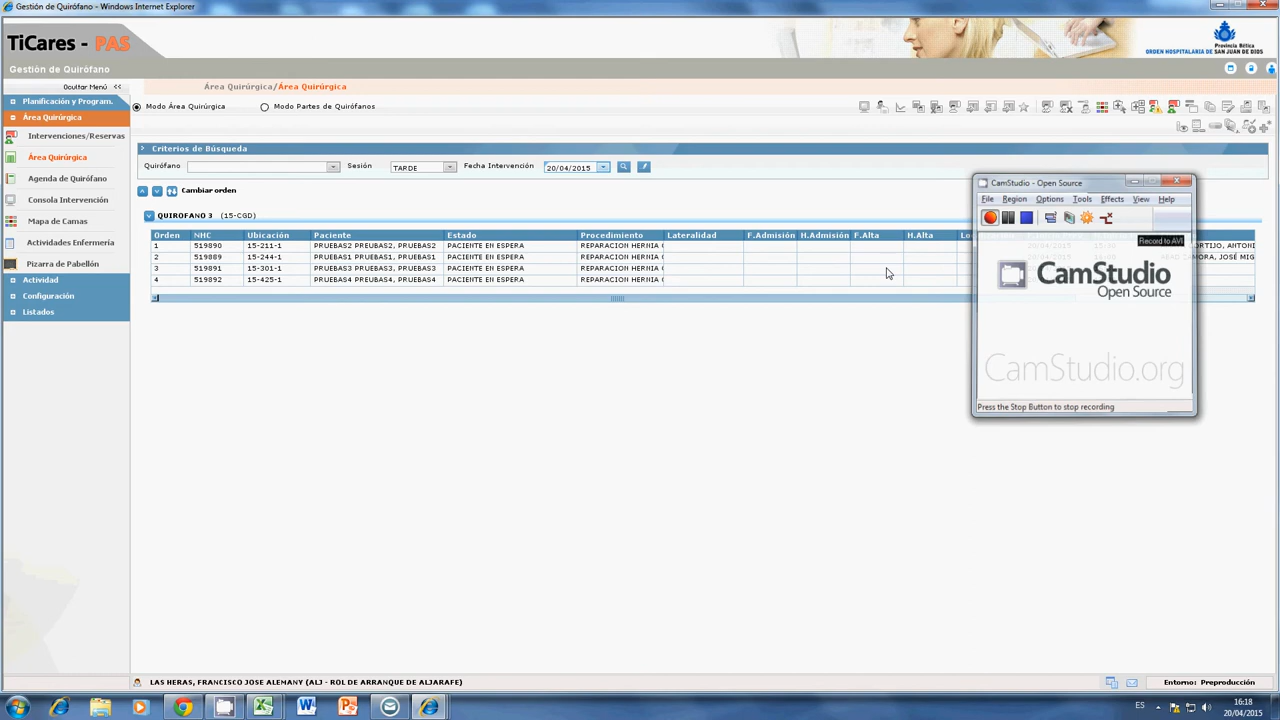 Gestión de Quirófano - Windows Internet Explorer
TiCares - PAS
Provincia Bética
ORDEN HOSPITALARIA DE SAN JUAN DE DIOS
Gestión de Quirófano
Ocultar Menú <<
Área Quirúrgica/Área Quirúrgica
Planificación y Program.
Modo Área Quirúrgica Modo Partes de Quirófanos
Área Quirúrgica
Intervenciones/Reservas
Área Quirúrgica
Agenda de Quirófano
Consola Intervención
Mapa de Camas
Actividades Enfermería
Pizarra de Pabellón
Actividad
Configuración
Listados
Criterios de Búsqueda
Quirófano Sesión TARDE Fecha Intervención 20/04/2015
Cambiar orden
QUIROFANO 3 (15-CGD)
Orden NHC Ubicación Paciente Estado Procedimiento Lateralidad F.Admisión H.Admisión F.Alta H.Alta
1 519890 15-211-1 PRUEBAS2 PREUBAS2, PRUEBAS2 PACIENTE EN ESPERA REPARACION HERNIA
2 519889 15-244-1 PRUEBAS1 PREUBAS1, PRUEBAS1 PACIENTE EN ESPERA REPARACION HERNIA
3 519891 15-301-1 PRUEBAS3 PREUBAS3, PRUEBAS3 PACIENTE EN ESPERA REPARACION HERNIA
4 519892 15-425-1 PRUEBAS4 PREUBAS4, PRUEBAS4 PACIENTE EN ESPERA REPARACION HERNIA
CamStudio - Open Source
File Region Options Tools Effects View Help
Record to AVI
CamStudio
Open Source
CamStudio.org
Press the Stop Button to stop recording
LAS HERAS, FRANCISCO JOSE ALEMANY (ALJ - ROL DE ARRANQUE DE ALJARAFE)
Entorno: Preproducción
ES
16:18
20/04/2015